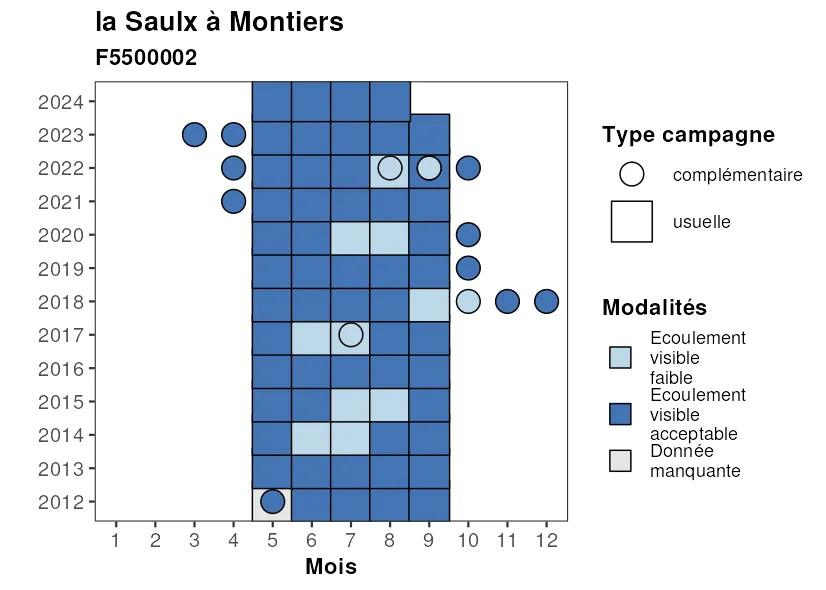 la Saulx à Montiers
F5500002
2024
2023
2022
2021
2020
2019
2018
2017
2016
2015
2014
2013
2012
1 2 3 4 5 6 7 8 9 10 11 12
Mois
Type campagne
complémentaire
usuelle
Modalités
Ecoulement
visible
faible
Ecoulement
visible
acceptable
Donnée
manquante